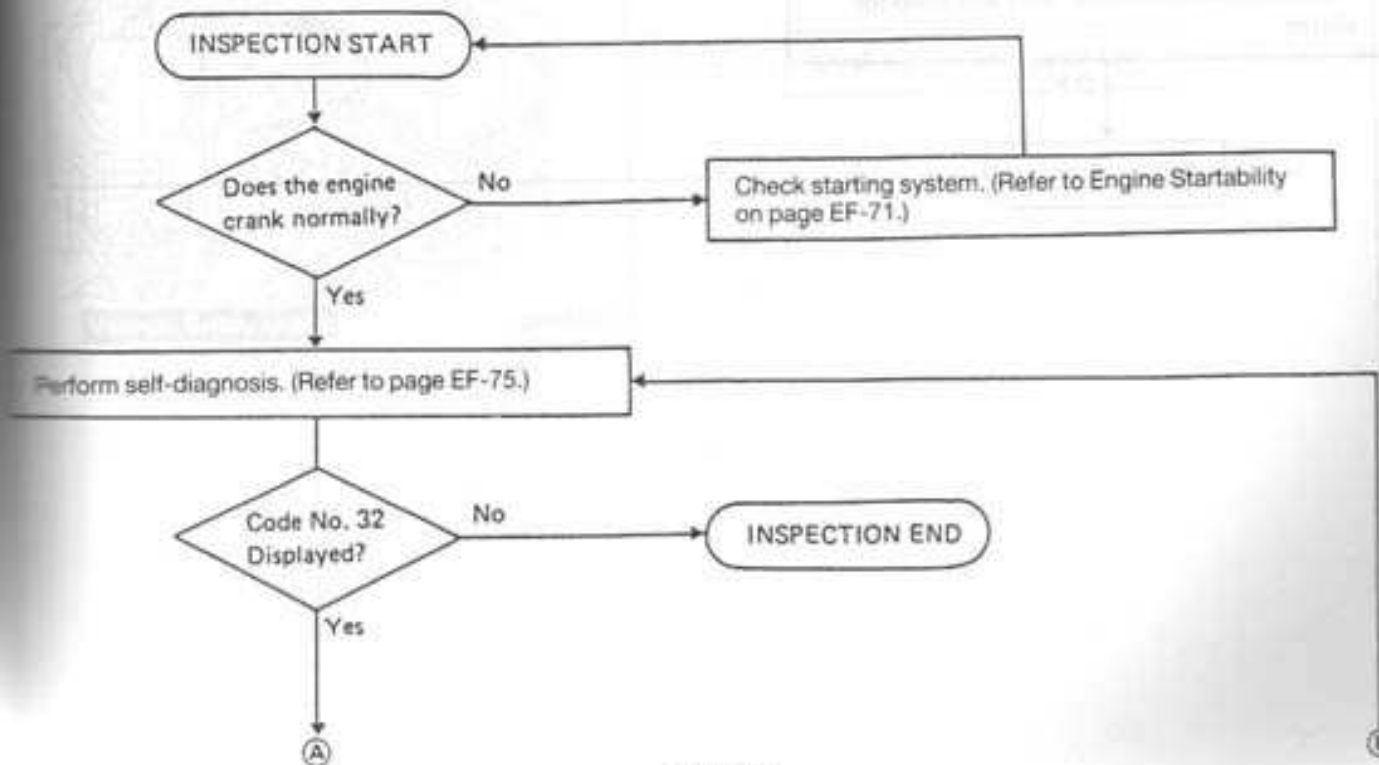 INSPECTION START
Does the engine
crank normally?
No
Check starting system. (Refer to Engine Startability
on page EF-71.)
Yes
Perform self-diagnosis. (Refer to page EF-75.)
Code No. 32
Displayed?
No
INSPECTION END
Yes
A